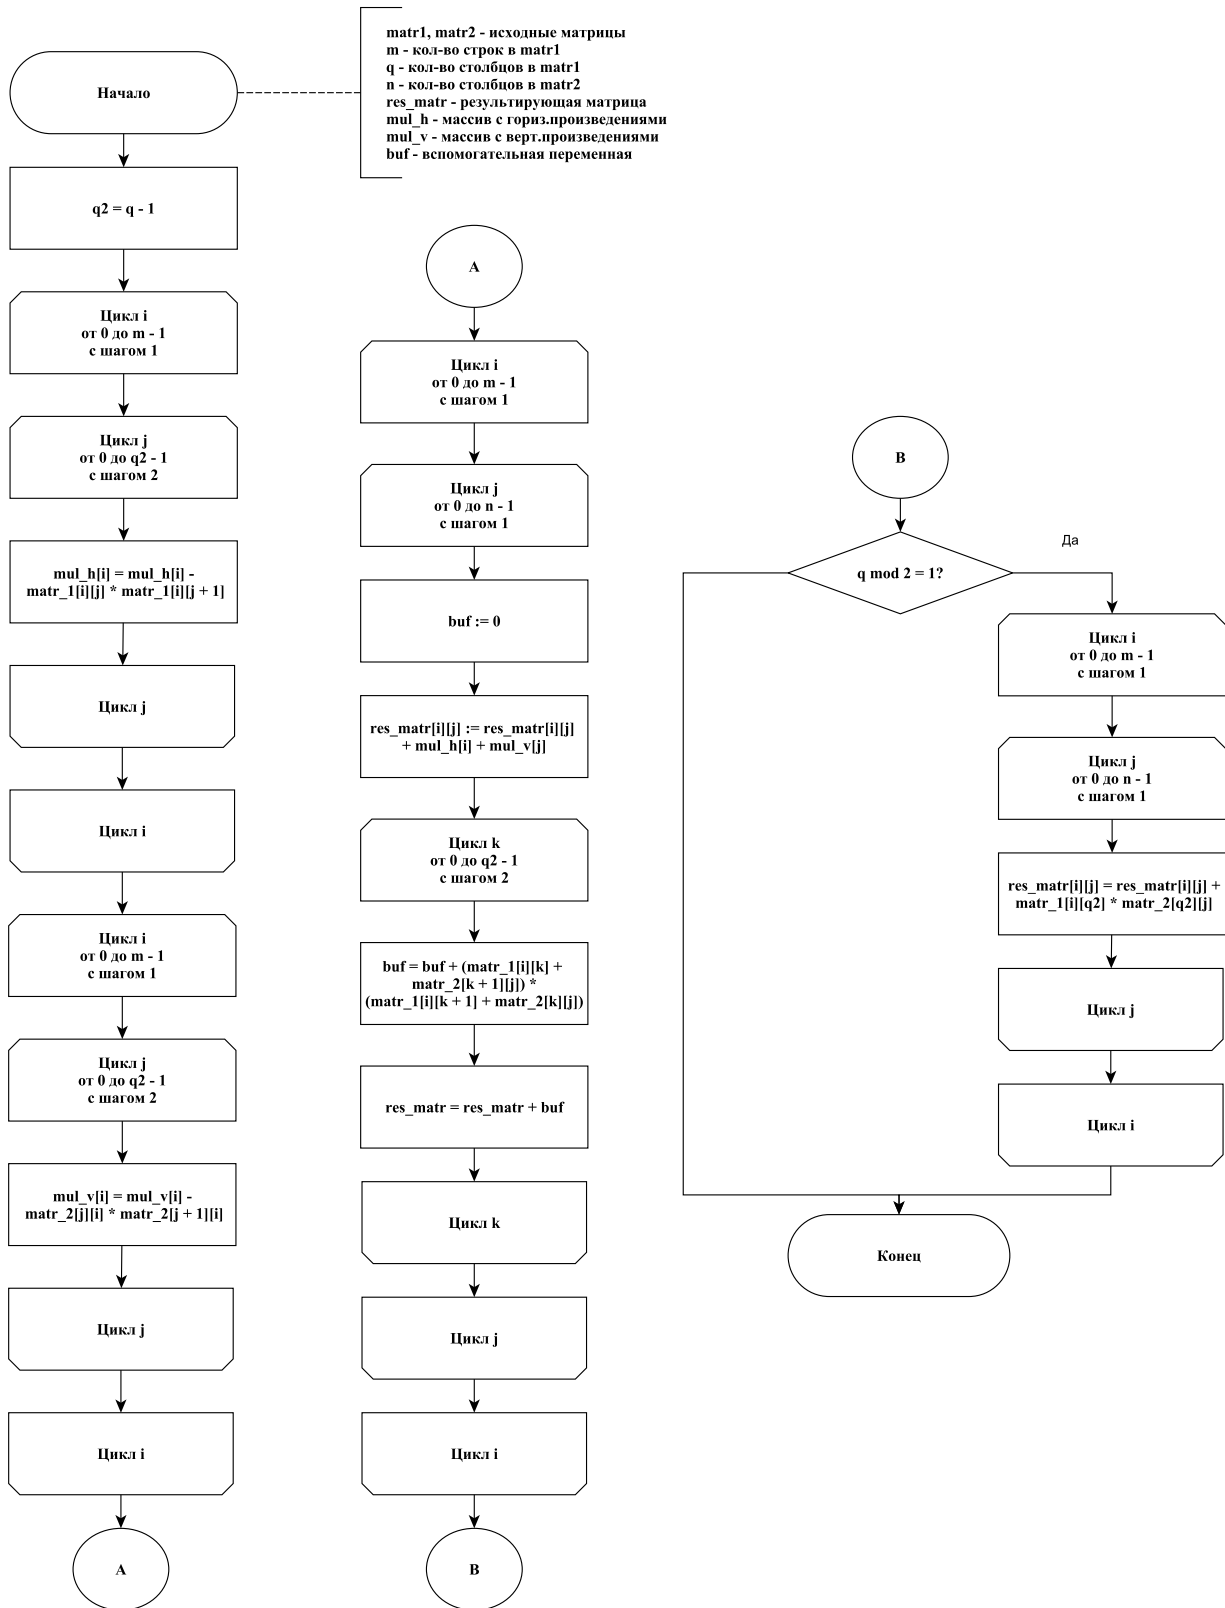 Начало
matr1, matr2 - исходные матрицы
m - кол-во строк в matr1
q - кол-во столбцов в matr1
n - кол-во столбцов в matr2
res_matr - результирующая матрица
mul_h - массив с гориз.произведениями
mul_v - массив с верт.произведениями
buf - вспомогательная переменная
q2 = q - 1
Цикл i
от 0 до m - 1
с шагом 1
Цикл j
от 0 до q2 - 1
с шагом 2
mul_h[i] = mul_h[i] -
matr_1[i][j] * matr_1[i][j + 1]
Цикл j
Цикл i
Цикл i
от 0 до m - 1
с шагом 1
Цикл j
от 0 до q2 - 1
с шагом 2
mul_v[i] = mul_v[i] -
matr_2[j][i] * matr_2[j + 1][i]
Цикл j
Цикл i
A
A
Цикл i
от 0 до m - 1
с шагом 1
Цикл j
от 0 до n - 1
с шагом 1
buf := 0
res_matr[i][j] := res_matr[i][j]
+ mul_h[i] + mul_v[j]
Цикл k
от 0 до q2 - 1
с шагом 2
buf = buf + (matr_1[i][k] +
matr_2[k + 1][j]) *
(matr_1[i][k + 1] + matr_2[k][j])
res_matr = res_matr + buf
Цикл k
Цикл j
Цикл i
B
B
q mod 2 = 1?
Да
Цикл i
от 0 до m - 1
с шагом 1
Цикл j
от 0 до n - 1
с шагом 1
res_matr[i][j] = res_matr[i][j] +
matr_1[i][q2] * matr_2[q2][j]
Цикл j
Цикл i
Конец